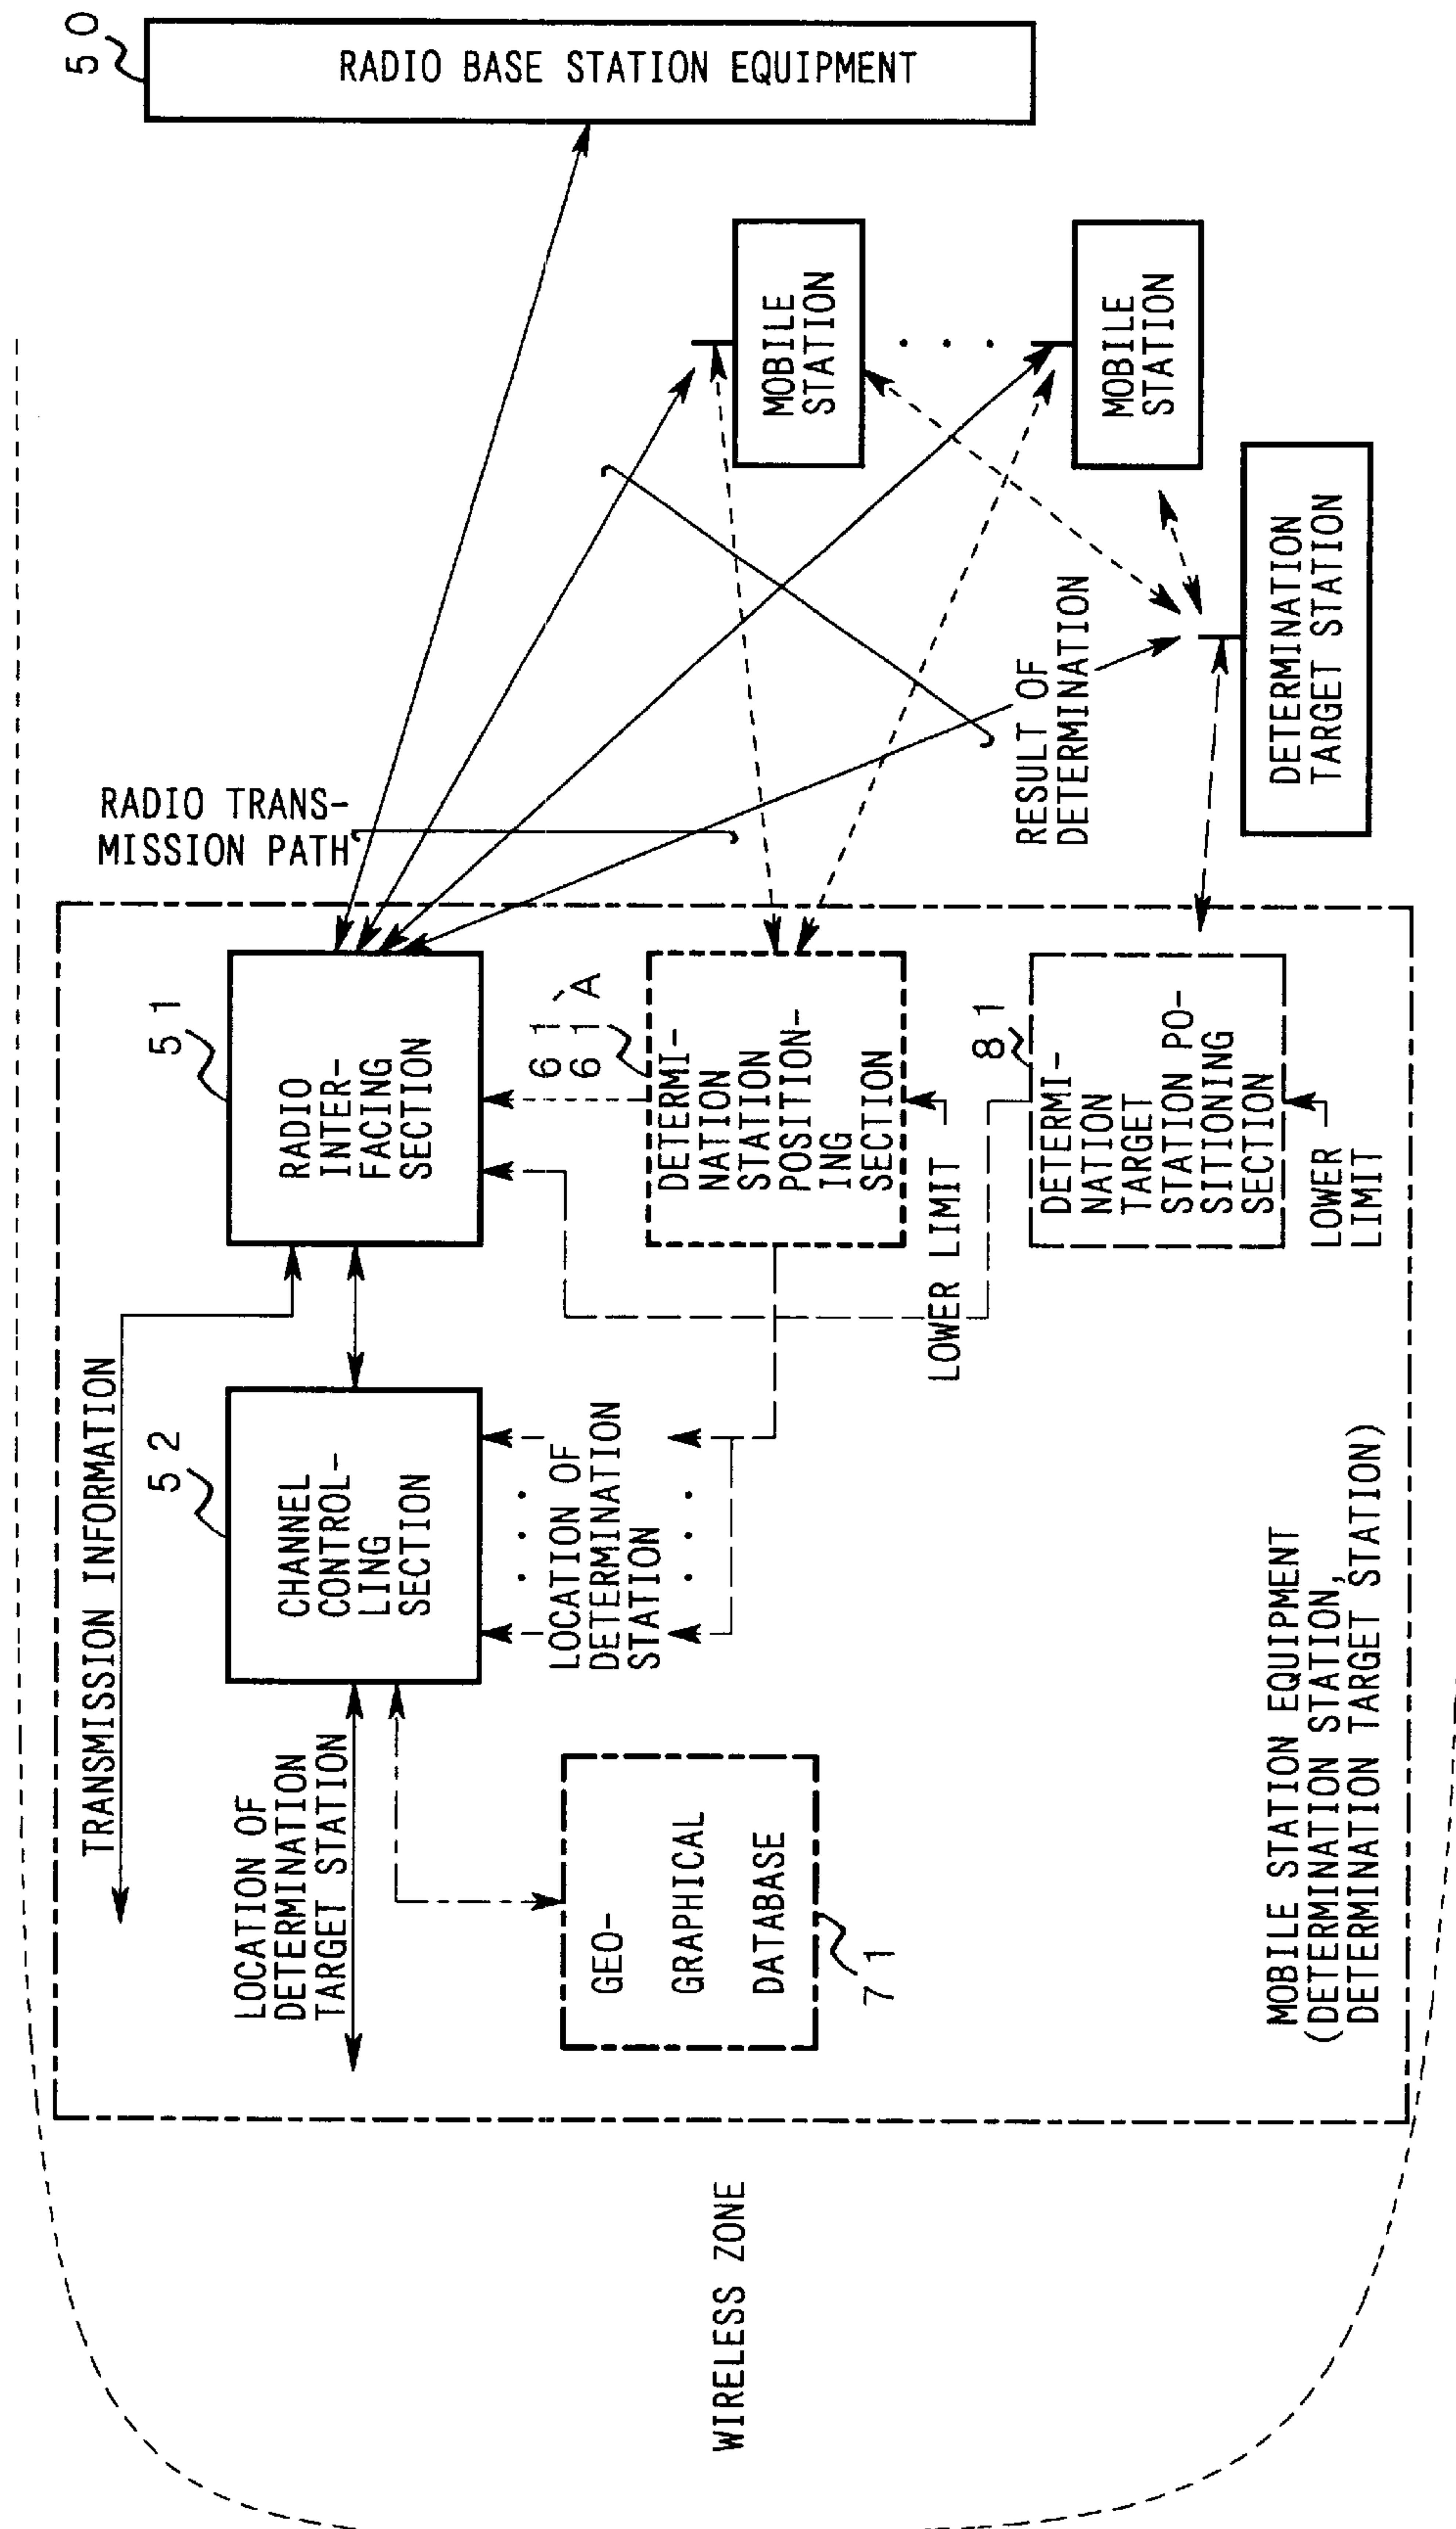 WIRELESS ZONE
TRANSMISSION INFORMATION
LOCATION OF
DETERMINATION
TARGET STATION
GEO-
GRAPHICAL
DATABASE
71
52
CHANNEL
CONTROL-
LING
SECTION
LOCATION OF
DETERMINATION
STATION
51
RADIO
INTER-
FACING
SECTION
61,
61A
DETERMI-
NATION
STATION
POSITION-
ING
SECTION
LOWER LIMIT
81
DETERMI-
NATION
TARGET
STATION PO-
SITIONING
SECTION
LOWER
LIMIT
MOBILE STATION EQUIPMENT
(DETERMINATION STATION,
DETERMINATION TARGET STATION)
RADIO TRANS-
MISSION PATH
RESULT OF
DETERMINATION
50
RADIO BASE STATION EQUIPMENT
MOBILE
STATION
MOBILE
STATION
DETERMINATION
TARGET STATION